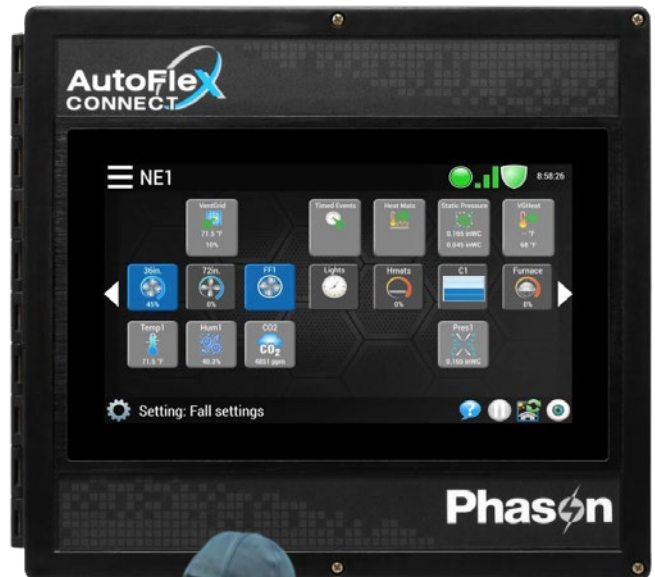 AutoFlex
CONNECT
NE1
8:58:26
VentGrid
71.5 °F
10%
Timed Events
Heat Mats
Static Pressure
0.165 inWC
0.045 inWC
VGHeat
-- °F
68 °F
36in.
45%
72in.
0%
FF1
Lights
Hmats
0%
C1
Furnace
0%
Temp1
71.5 °F
Hum1
40.3%
CO2
CO₂
4851 ppm
Pres1
0.165 inWC
Setting: Fall settings
Phason